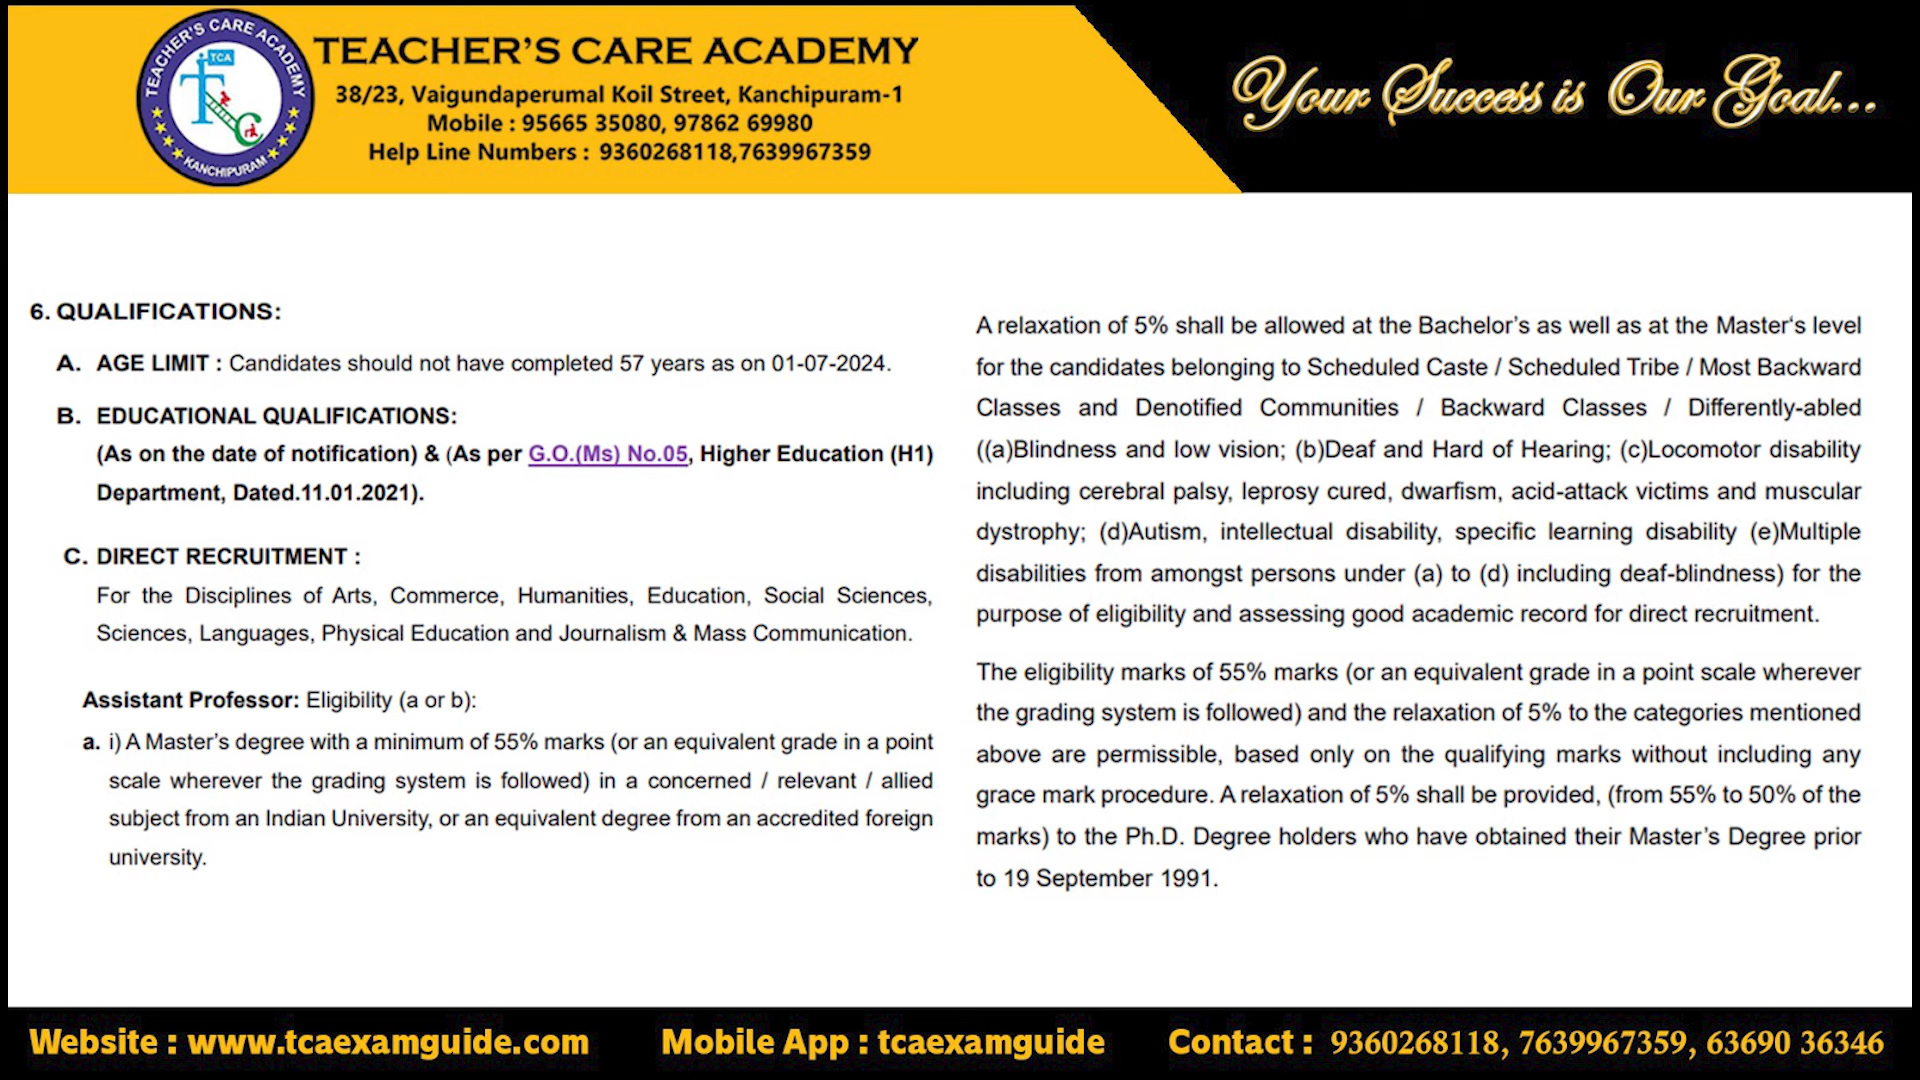 TEACHER'S CARE ACADEMY
TCA
KANCHIPURAM
TEACHER'S CARE ACADEMY
38/23, Vaigundaperumal Koil Street, Kanchipuram-1
Mobile : 95665 35080, 97862 69980
Help Line Numbers : 9360268118,7639967359
Your Success is Our Goal...
6. QUALIFICATIONS:
A. AGE LIMIT : Candidates should not have completed 57 years as on 01-07-2024.
B. EDUCATIONAL QUALIFICATIONS:
(As on the date of notification) & (As per G.O.(Ms) No.05, Higher Education (H1)
Department, Dated.11.01.2021).
C. DIRECT RECRUITMENT :
For the Disciplines of Arts, Commerce, Humanities, Education, Social Sciences,
Sciences, Languages, Physical Education and Journalism & Mass Communication.
Assistant Professor: Eligibility (a or b):
a. i) A Master's degree with a minimum of 55% marks (or an equivalent grade in a point
scale wherever the grading system is followed) in a concerned / relevant / allied
subject from an Indian University, or an equivalent degree from an accredited foreign
university.
A relaxation of 5% shall be allowed at the Bachelor's as well as at the Master's level
for the candidates belonging to Scheduled Caste / Scheduled Tribe / Most Backward
Classes and Denotified Communities / Backward Classes / Differently-abled
((a)Blindness and low vision; (b)Deaf and Hard of Hearing; (c)Locomotor disability
including cerebral palsy, leprosy cured, dwarfism, acid-attack victims and muscular
dystrophy; (d)Autism, intellectual disability, specific learning disability (e)Multiple
disabilities from amongst persons under (a) to (d) including deaf-blindness) for the
purpose of eligibility and assessing good academic record for direct recruitment.
The eligibility marks of 55% marks (or an equivalent grade in a point scale wherever
the grading system is followed) and the relaxation of 5% to the categories mentioned
above are permissible, based only on the qualifying marks without including any
grace mark procedure. A relaxation of 5% shall be provided, (from 55% to 50% of the
marks) to the Ph.D. Degree holders who have obtained their Master's Degree prior
to 19 September 1991.
Website : www.tcaexamguide.com
Mobile App : tcaexamguide
Contact : 9360268118, 7639967359, 63690 36346